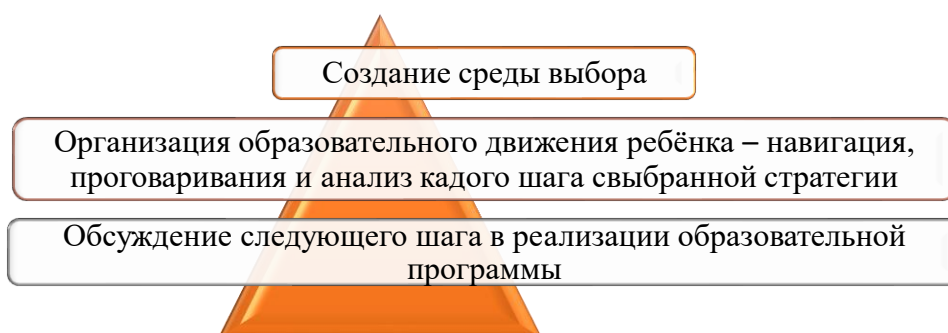 Создание среды выбора
Организация образовательного движения ребёнка – навигация,
проговаривания и анализ кадого шага свыбранной стратегии
Обсуждение следующего шага в реализации образовательной
программы